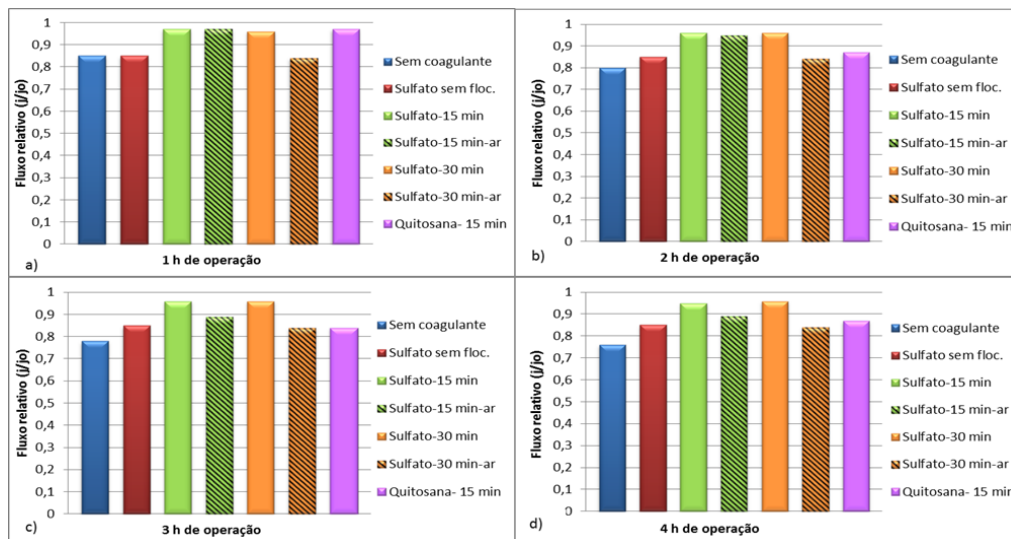 Fluxo relativo (j/jo)
1
0,9
0,8
0,7
0,6
0,5
0,4
0,3
0,2
0,1
0
Sem coagulante
Sulfato sem floc.
Sulfato-15 min
Sulfato-15 min-ar
Sulfato-30 min
Sulfato-30 min-ar
Quitosana- 15 min
a)
1 h de operação
Fluxo relativo (j/jo)
1
0,9
0,8
0,7
0,6
0,5
0,4
0,3
0,2
0,1
0
Sem coagulante
Sulfato sem floc.
Sulfato-15 min
Sulfato-15 min-ar
Sulfato-30 min
Sulfato-30 min-ar
Quitosana- 15 min
b)
2 h de operação
Fluxo relativo (j/jo)
1
0,9
0,8
0,7
0,6
0,5
0,4
0,3
0,2
0,1
0
Sem coagulante
Sulfato sem floc.
Sulfato-15 min
Sulfato-15 min-ar
Sulfato-30 min
Sulfato-30 min-ar
Quitosana- 15 min
c)
3 h de operação
Fluxo relativo (j/jo)
1
0,9
0,8
0,7
0,6
0,5
0,4
0,3
0,2
0,1
0
Sem coagulante
Sulfato sem floc.
Sulfato-15 min
Sulfato-15 min-ar
Sulfato-30 min
Sulfato-30 min-ar
Quitosana- 15 min
d)
4 h de operação